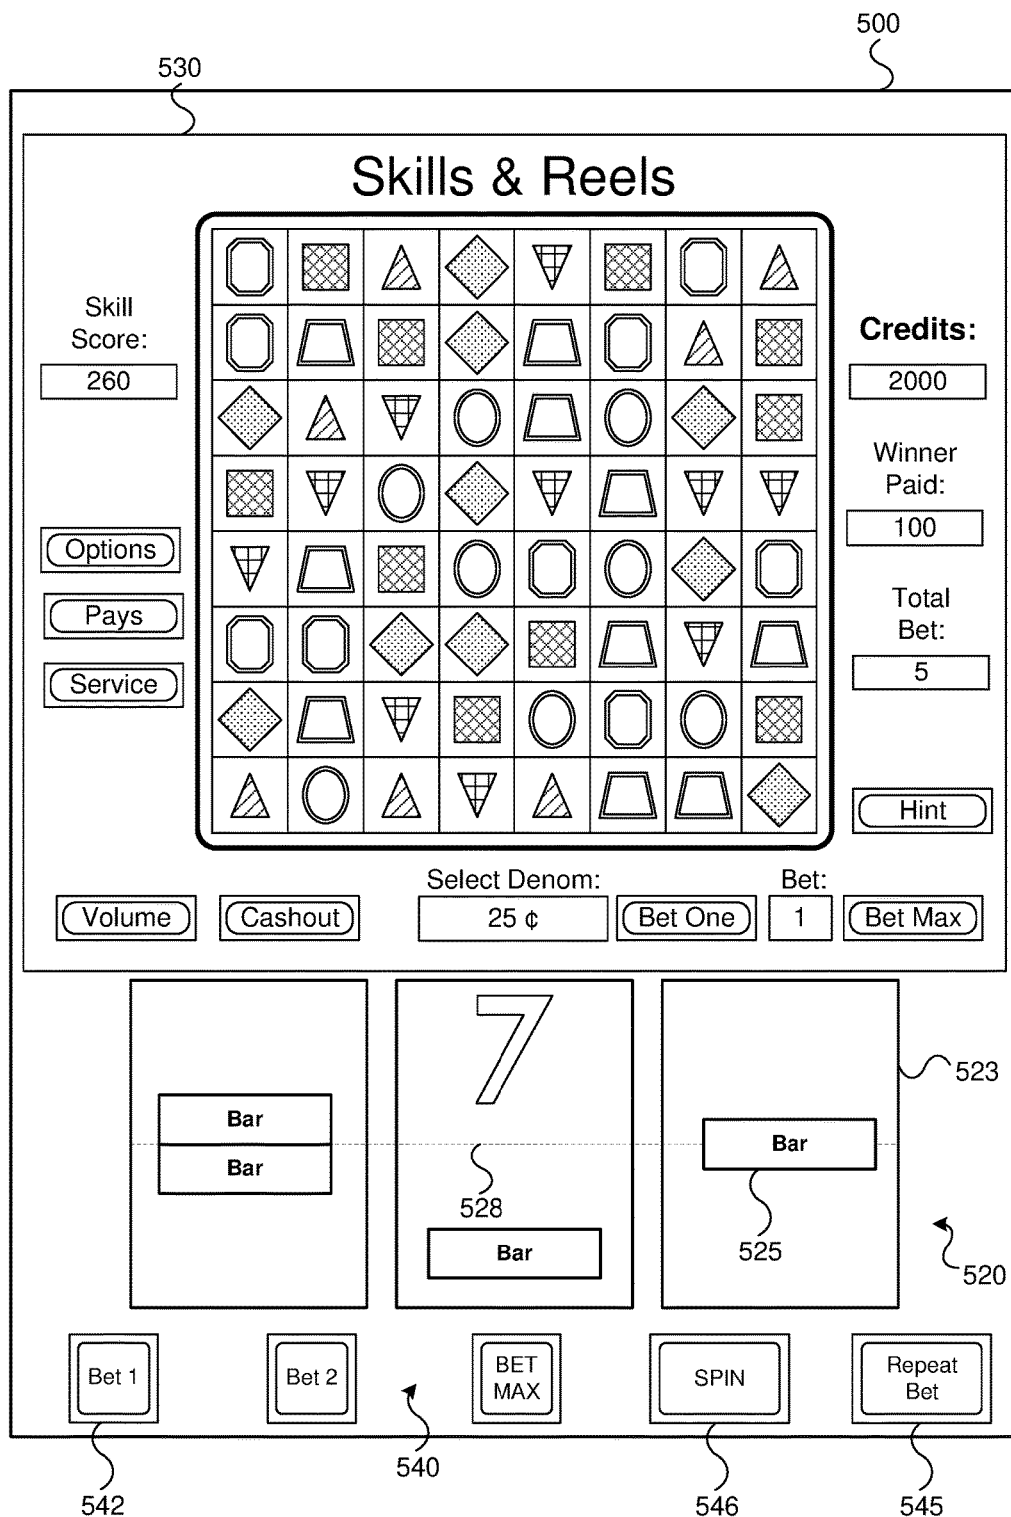 500
530
Skills & Reels
Skill
Score:
260
Credits:
2000
Winner
Paid:
100
Options
Pays
Service
Total
Bet:
5
Hint
Select Denom:
Bet:
Volume
Cashout
25 ¢
Bet One
1
Bet Max
7
523
Bar
Bar
Bar
528
525
Bar
520
Bet 1
Bet 2
BET
MAX
SPIN
Repeat
Bet
540
542
546
545